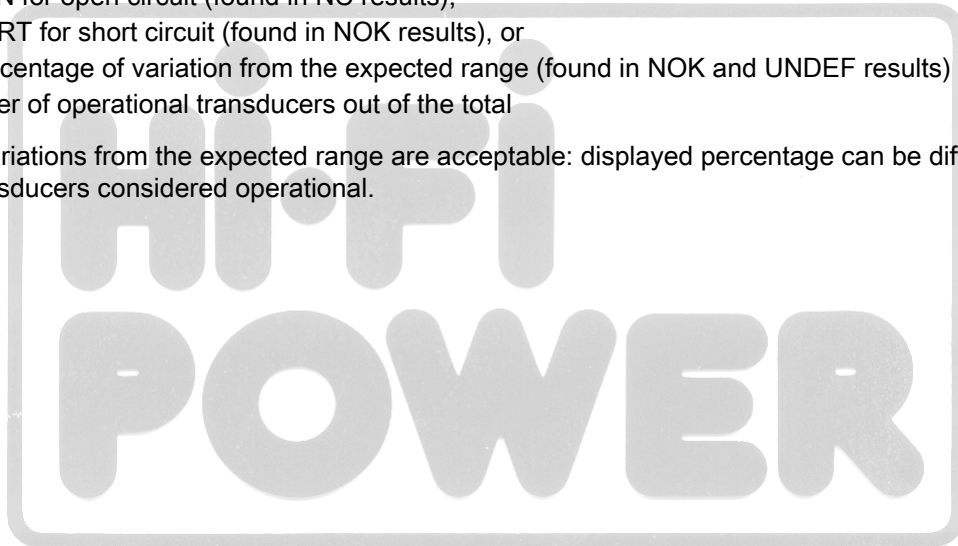 N for open circuit (found in NO results),
RT for short circuit (found in NOK results), or
centage of variation from the expected range (found in NOK and UNDEF results)
er of operational transducers out of the total
riations from the expected range are acceptable: displayed percentage can be dif
sducers considered operational.
Hi-Fi
POWER